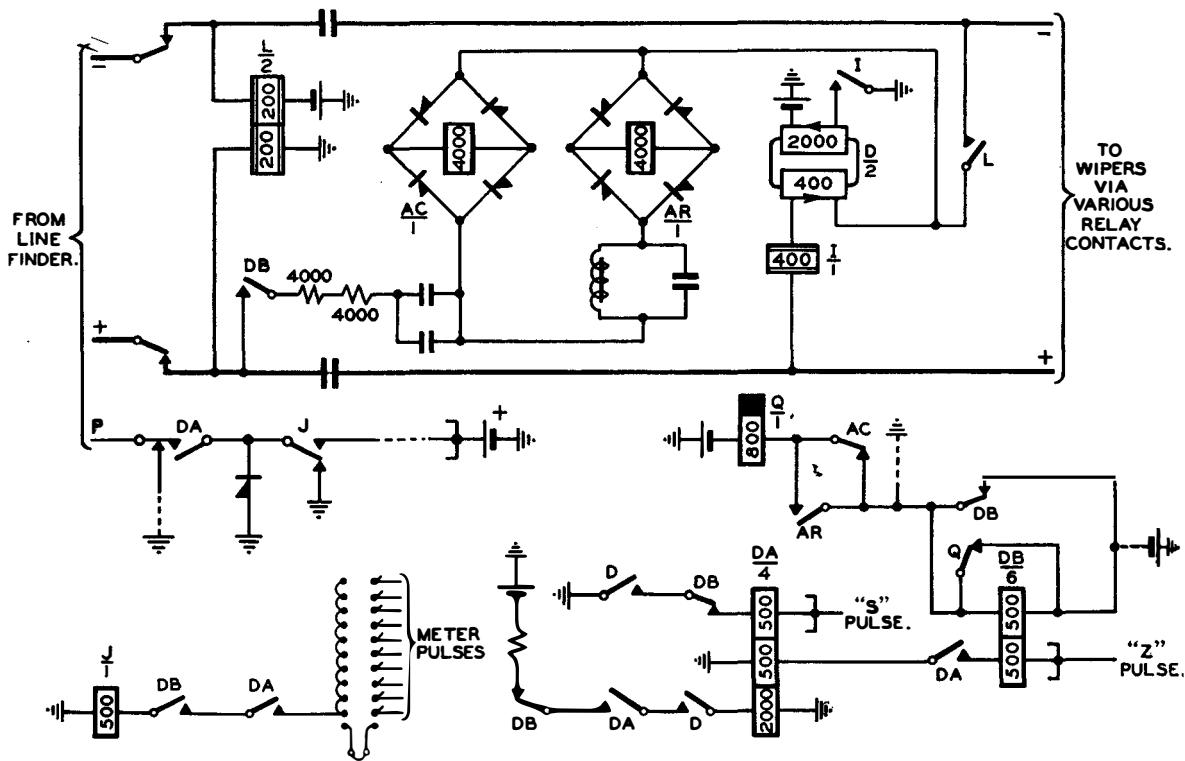 L
2
200
200
4000
AC
1
4000
AR
1
I
2000
D
2
400
400
I
1
L
−
+
TO
WIPERS
VIA
VARIOUS
RELAY
CONTACTS.
FROM
LINE
FINDER.
−
+
P
DB
4000
4000
DA
J
+
Q
1
800
AC
AR
DB
Q
DB
6
500
500
DA
"Z"
PULSE.
D
DB
DA
4
500
500
2000
"S"
PULSE.
DB
DA
D
METER
PULSES
J
1
500
DB
DA